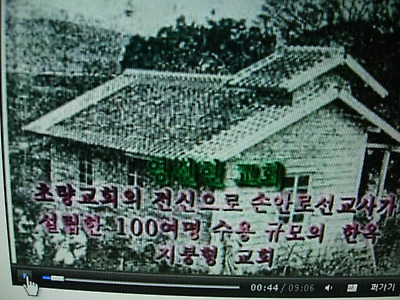 교회
초량교회의 전신으로 손안로선교사가
설립한 100여명 수용 규모의 한옥
지붕형 교회
00:44 / 09:06 퍼가기